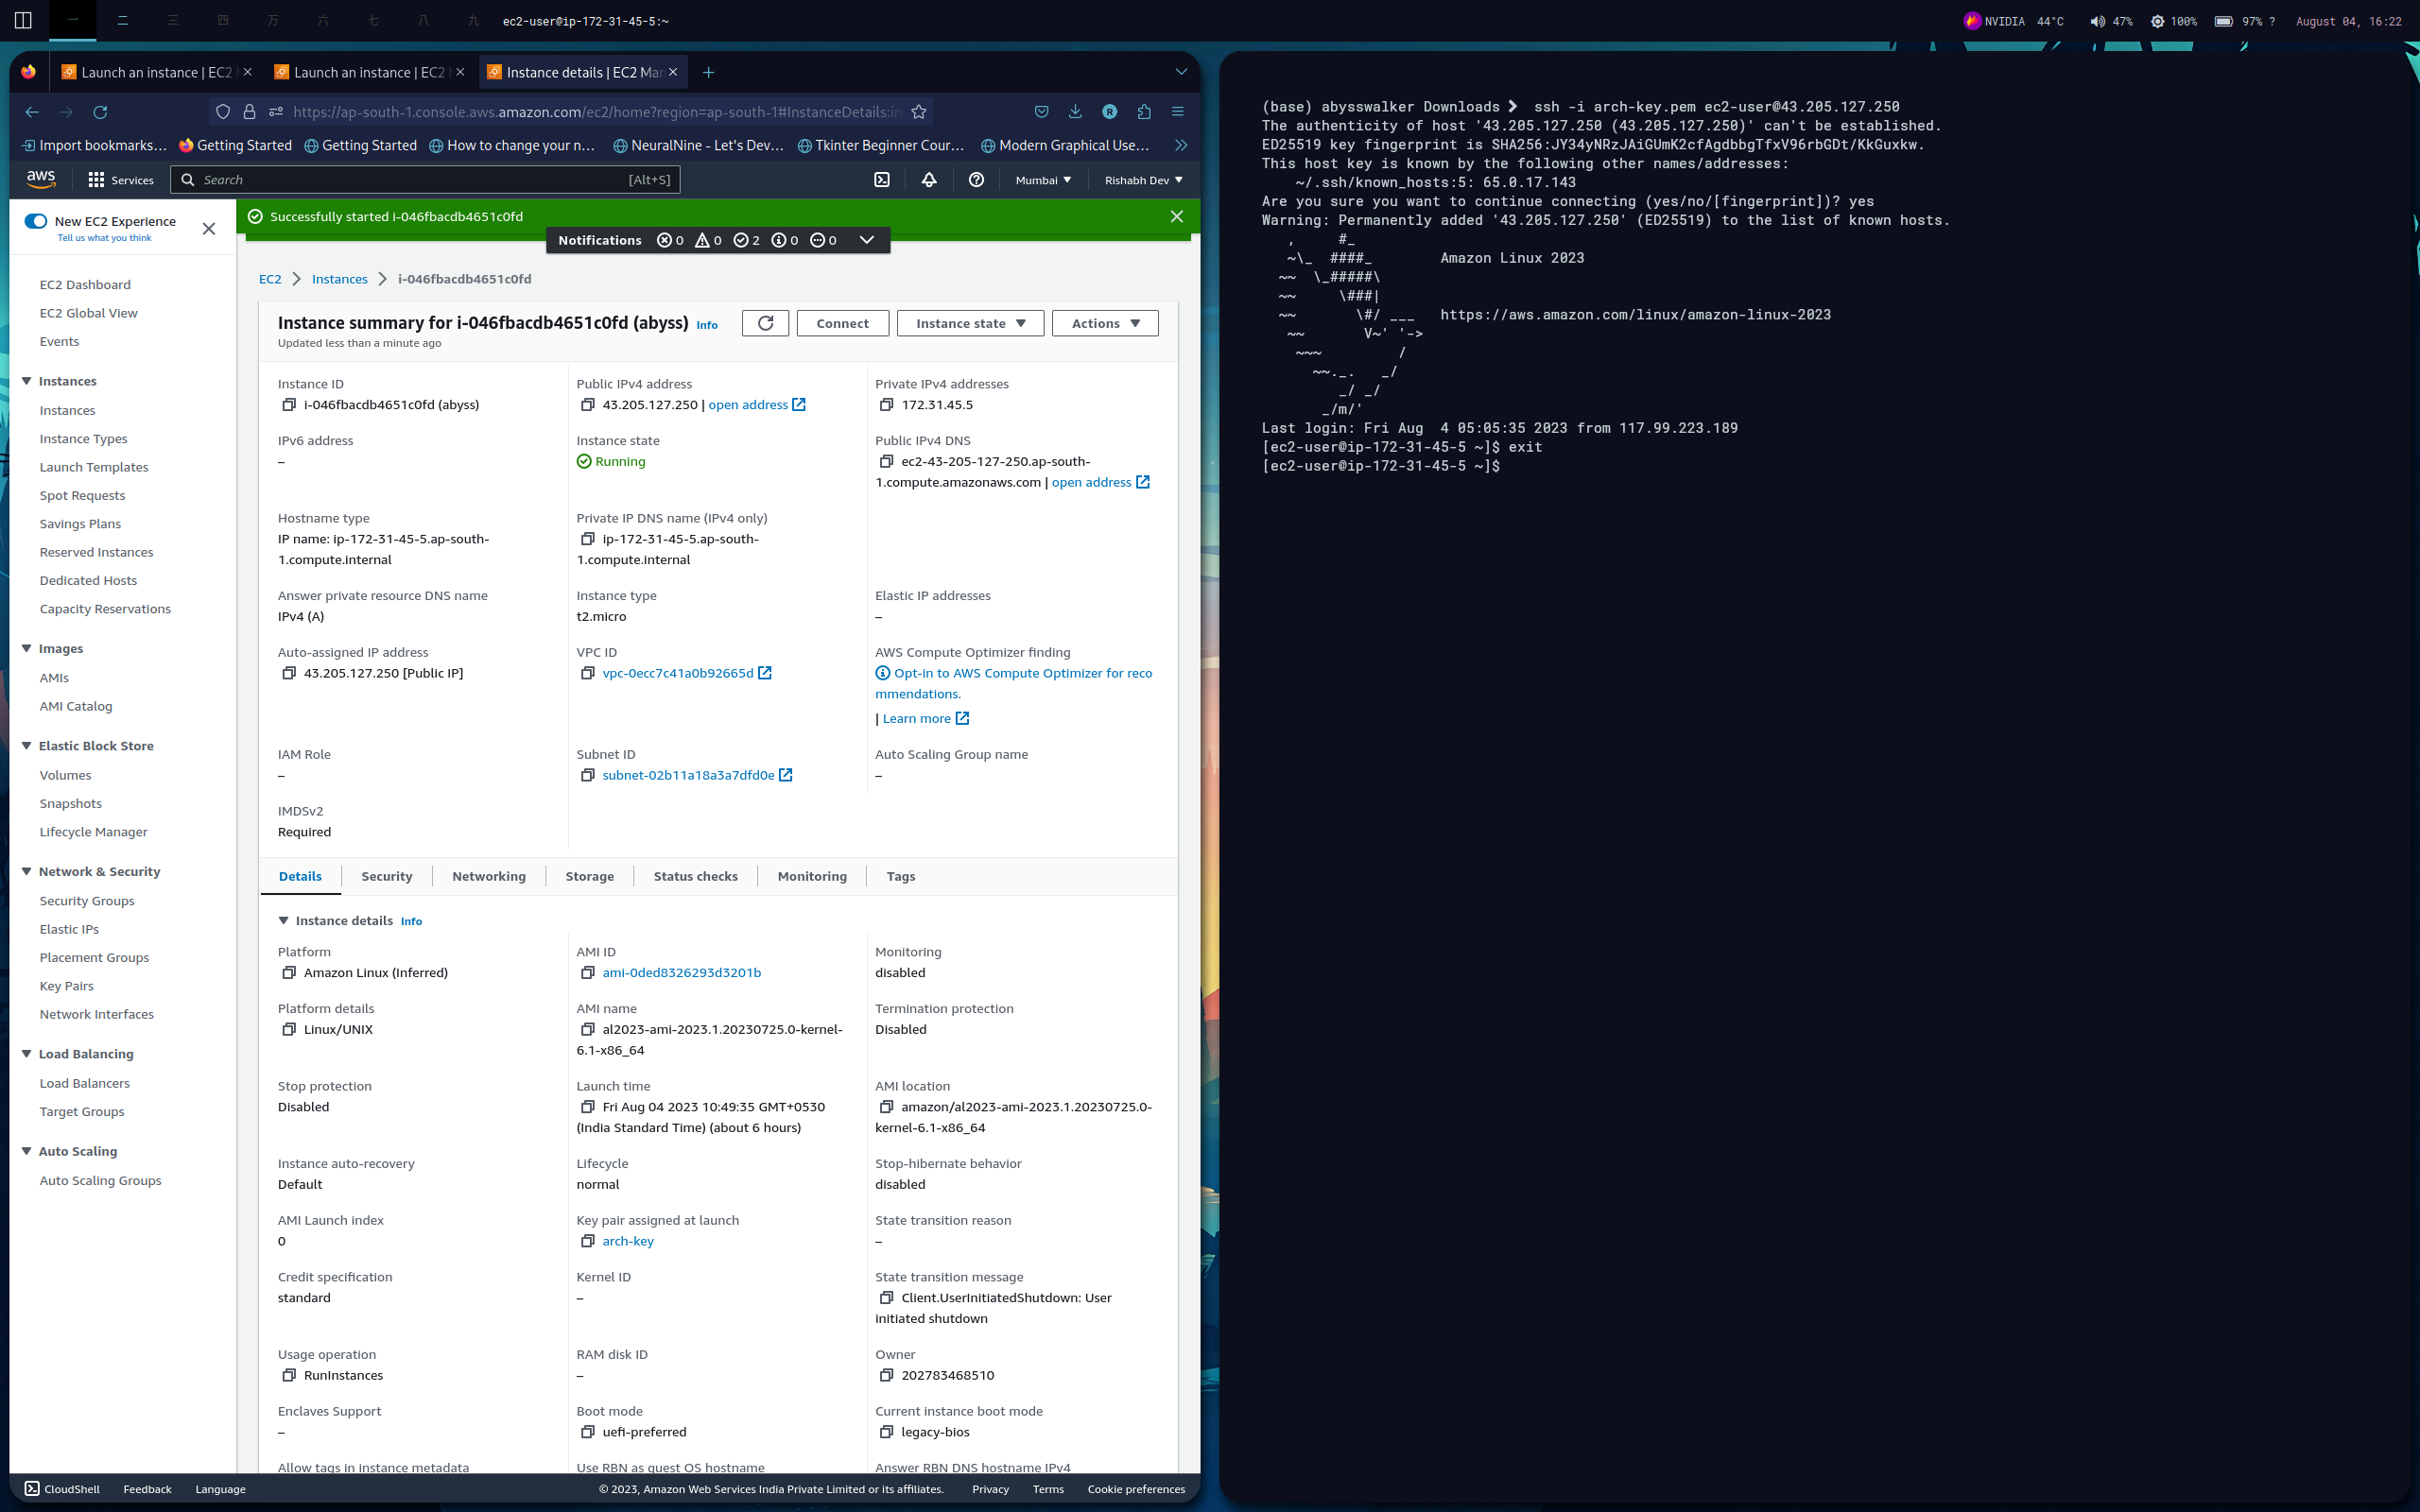 一 二 三 四 万 六 七 八 九 ec2-user@ip-172-31-45-5:~
NVIDIA 44°C 47% 100% 97% ? August 04, 16:22
Launch an instance | EC2 Launch an instance | EC2 Instance details | EC2 Mar
https://ap-south-1.console.aws.amazon.com/ec2/home?region=ap-south-1#InstanceDetails:in
Import bookmarks... Getting Started Getting Started How to change your n... NeuralNine - Let's Dev... Tkinter Beginner Cour... Modern Graphical Use...
aws Services Search [Alt+S] Mumbai Rishabh Dev
New EC2 Experience
Tell us what you think
EC2 Dashboard
EC2 Global View
Events
Instances
Instances
Instance Types
Launch Templates
Spot Requests
Savings Plans
Reserved Instances
Dedicated Hosts
Capacity Reservations
Images
AMIs
AMI Catalog
Elastic Block Store
Volumes
Snapshots
Lifecycle Manager
Network & Security
Security Groups
Elastic IPs
Placement Groups
Key Pairs
Network Interfaces
Load Balancing
Load Balancers
Target Groups
Auto Scaling
Auto Scaling Groups
Successfully started i-046fbacdb4651c0fd
Notifications 0 0 2 0 0
EC2 Instances i-046fbacdb4651c0fd
Instance summary for i-046fbacdb4651c0fd (abyss) Info
Updated less than a minute ago
Connect Instance state Actions
Instance ID
i-046fbacdb4651c0fd (abyss)
Public IPv4 address
43.205.127.250 | open address
Private IPv4 addresses
172.31.45.5
IPv6 address
–
Instance state
Running
Public IPv4 DNS
ec2-43-205-127-250.ap-south-
1.compute.amazonaws.com | open address
Hostname type
IP name: ip-172-31-45-5.ap-south-
1.compute.internal
Private IP DNS name (IPv4 only)
ip-172-31-45-5.ap-south-
1.compute.internal
Answer private resource DNS name
IPv4 (A)
Instance type
t2.micro
Elastic IP addresses
–
Auto-assigned IP address
43.205.127.250 [Public IP]
VPC ID
vpc-0ecc7c41a0b92665d
AWS Compute Optimizer finding
Opt-in to AWS Compute Optimizer for reco
mmendations.
| Learn more
IAM Role
–
Subnet ID
subnet-02b11a18a3a7dfd0e
Auto Scaling Group name
–
IMDSv2
Required
Details Security Networking Storage Status checks Monitoring Tags
Instance details Info
Platform
Amazon Linux (Inferred)
AMI ID
ami-0ded8326293d3201b
Monitoring
disabled
Platform details
Linux/UNIX
AMI name
al2023-ami-2023.1.20230725.0-kernel-
6.1-x86_64
Termination protection
Disabled
Stop protection
Disabled
Launch time
Fri Aug 04 2023 10:49:35 GMT+0530
(India Standard Time) (about 6 hours)
AMI location
amazon/al2023-ami-2023.1.20230725.0-
kernel-6.1-x86_64
Instance auto-recovery
Default
Lifecycle
normal
Stop-hibernate behavior
disabled
AMI Launch index
0
Key pair assigned at launch
arch-key
State transition reason
–
Credit specification
standard
Kernel ID
–
State transition message
Client.UserInitiatedShutdown: User
initiated shutdown
Usage operation
RunInstances
RAM disk ID
–
Owner
202783468510
Enclaves Support
–
Boot mode
uefi-preferred
Current instance boot mode
legacy-bios
Allow tags in instance metadata
Use RBN as guest OS hostname
Answer RBN DNS hostname IPv4
CloudShell Feedback Language © 2023, Amazon Web Services India Private Limited or its affiliates. Privacy Terms Cookie preferences
(base) abysswalker Downloads ❯ ssh -i arch-key.pem ec2-user@43.205.127.250
The authenticity of host '43.205.127.250 (43.205.127.250)' can't be established.
ED25519 key fingerprint is SHA256:JY34yNRzJAiGUmK2cfAgdbbgTfxV96rbGDt/KkGuxkw.
This host key is known by the following other names/addresses:
~/.ssh/known_hosts:5: 65.0.17.143
Are you sure you want to continue connecting (yes/no/[fingerprint])? yes
Warning: Permanently added '43.205.127.250' (ED25519) to the list of known hosts.
,     #_
~\_  ####_        Amazon Linux 2023
~~  \_#####\
~~     \###|
~~       \#/ ___   https://aws.amazon.com/linux/amazon-linux-2023
~~       V~' '->
~~~         /
~~._.   _/
_/ _/
_/m/'
Last login: Fri Aug  4 05:05:35 2023 from 117.99.223.189
[ec2-user@ip-172-31-45-5 ~]$ exit
[ec2-user@ip-172-31-45-5 ~]$